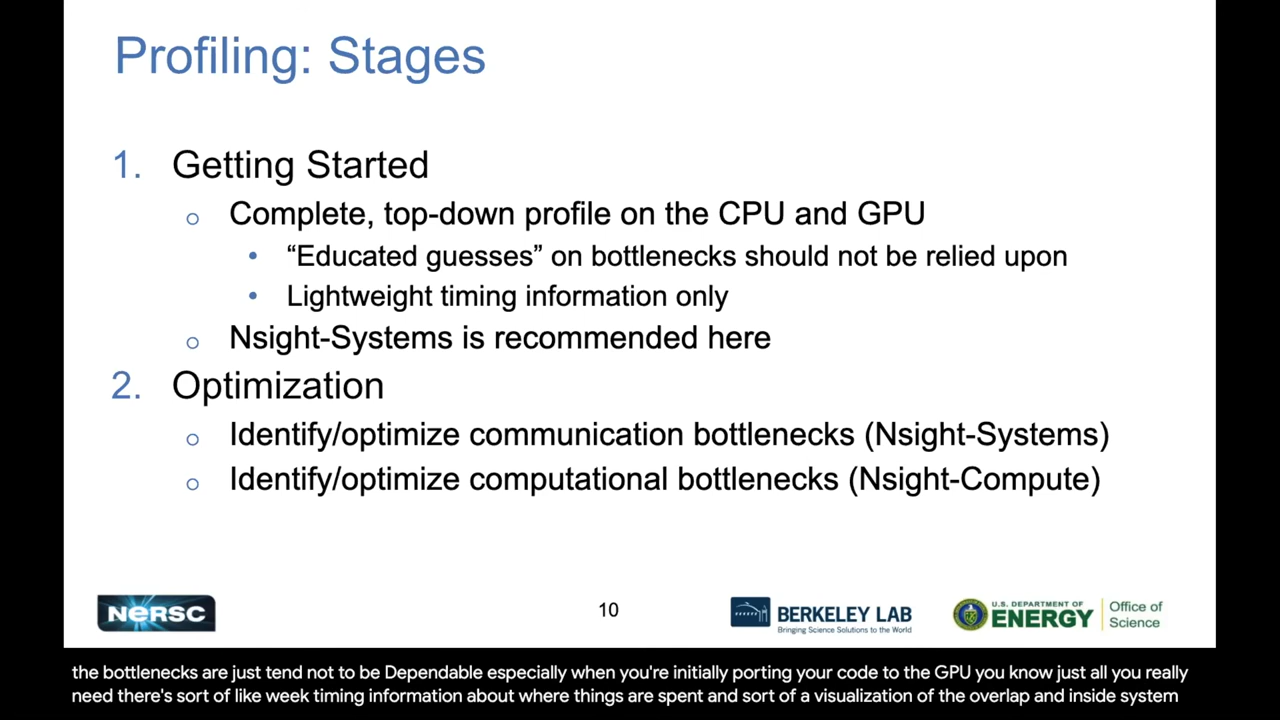 Profiling: Stages
1. Getting Started
○ Complete, top-down profile on the CPU and GPU
• “Educated guesses” on bottlenecks should not be relied upon
• Lightweight timing information only
○ Nsight-Systems is recommended here
2. Optimization
○ Identify/optimize communication bottlenecks (Nsight-Systems)
○ Identify/optimize computational bottlenecks (Nsight-Compute)
NERSC
10
BERKELEY LAB
Bringing Science Solutions to the World
U.S. DEPARTMENT OF
ENERGY
Office of
Science
the bottlenecks are just tend not to be Dependable especially when you're initially porting your code to the GPU you know just all you really
need there's sort of like week timing information about where things are spent and sort of a visualization of the overlap and inside system